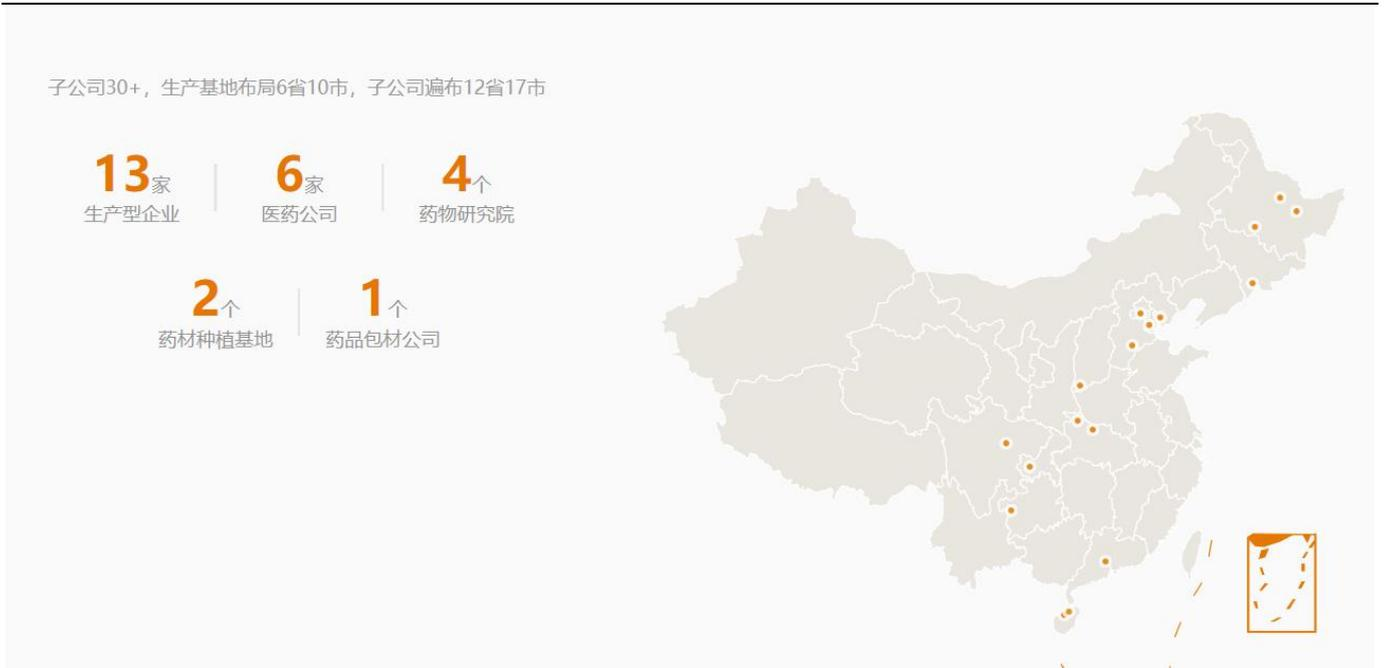 子公司30+，生产基地布局6省10市，子公司遍布12省17市
13家 6家 4个
生产型企业 医药公司 药物研究院
2个 1个
药材种植基地 药品包材公司